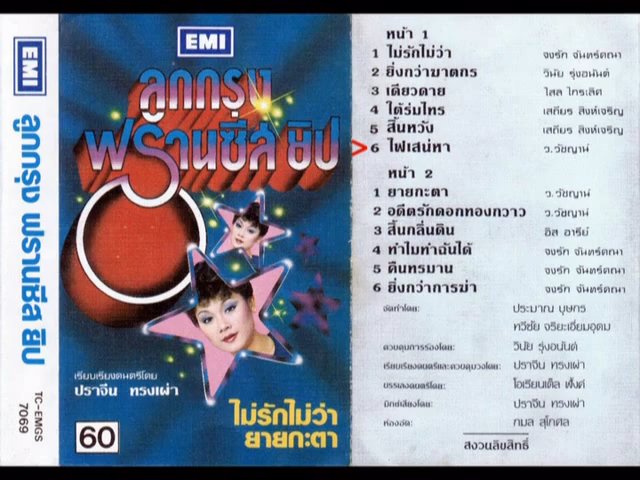 EMI
ลูกกรุง ฟรานซีส ยิป
TC-EMGS
7069
EMI
ลูกกรุง
ฟรานซีส ยิป
เรียบเรียงดนตรีโดย
ปราจีน ทรงเผ่า
60
ไม่รักไม่ว่า
ยายกะตา
หน้า 1
1 ไม่รักไม่ว่า จงรัก จันทร์คณา
2 ยิ่งกว่าฆาตกร วินัย รุ่งอนันต์
3 เดียวดาย ไสล ไกรเลิศ
4 ใต้ร่มไทร เสถียร สิงห์เจริญ
5 สิ้นหวัง เสถียร สิงห์เจริญ
> 6 ไฟเสน่หา ว.วัชญาน์
หน้า 2
1 ยายกะตา ว.วัชญาน์
2 อดีตรักดอกทองกวาว ว.วัชญาน์
3 สิ้นกลิ่นดิน อิส อารีย์
4 ทำไมทำฉันได้ จงรัก จันทร์คณา
5 คืนทรมาน จงรัก จันทร์คณา
6 ยิ่งกว่าการฆ่า จงรัก จันทร์คณา
จัดทำโดย: ประมาณ บุษกร
ทวีชัย จริยะเอี่ยมอุดม
ควบคุมการร้องโดย: วินัย รุ่งอนันต์
เรียบเรียงดนตรีและควบคุมวงโดย: ปราจีน ทรงเผ่า
บรรเลงดนตรีโดย: โอเรียนเต็ล ฟั้งค์
มิกซ์เสียงโดย: ปราจีน ทรงเผ่า
ห้องอัด: กมล สุโกศล
สงวนลิขสิทธิ์